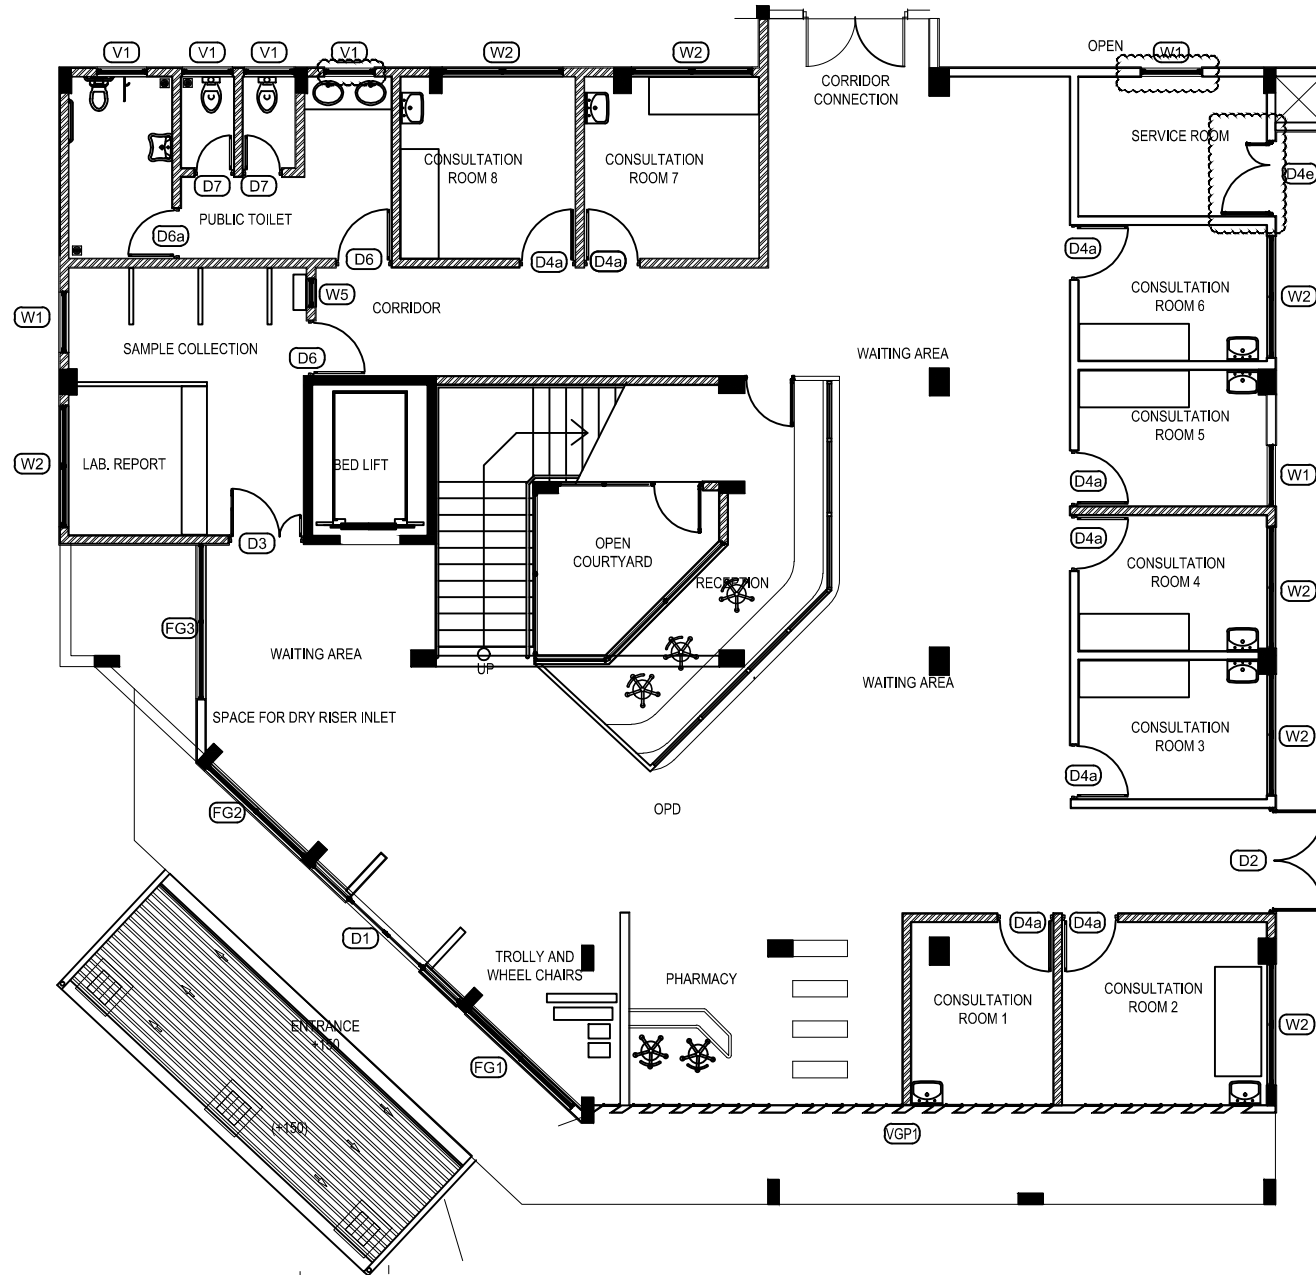 V1
V1
V1
V1
W2
W2
OPEN
W1
CORRIDOR
CONNECTION
SERVICE ROOM
CONSULTATION
ROOM 8
CONSULTATION
ROOM 7
D4e
D7
D7
PUBLIC TOILET
D6a
D6
D4a
D4a
D4a
W5
CORRIDOR
CONSULTATION
ROOM 6
W2
W1
SAMPLE COLLECTION
D6
WAITING AREA
CONSULTATION
ROOM 5
W2
LAB. REPORT
BED LIFT
D4a
W1
D3
OPEN
COURTYARD
D4a
RECEPTION
CONSULTATION
ROOM 4
W2
FG3
WAITING AREA
UP
WAITING AREA
SPACE FOR DRY RISER INLET
CONSULTATION
ROOM 3
W2
D4a
FG2
OPD
D2
D1
D4a
D4a
TROLLY AND
WHEEL CHAIRS
PHARMACY
CONSULTATION
ROOM 1
CONSULTATION
ROOM 2
W2
ENTRANCE
+150
FG1
(+150)
VGP1